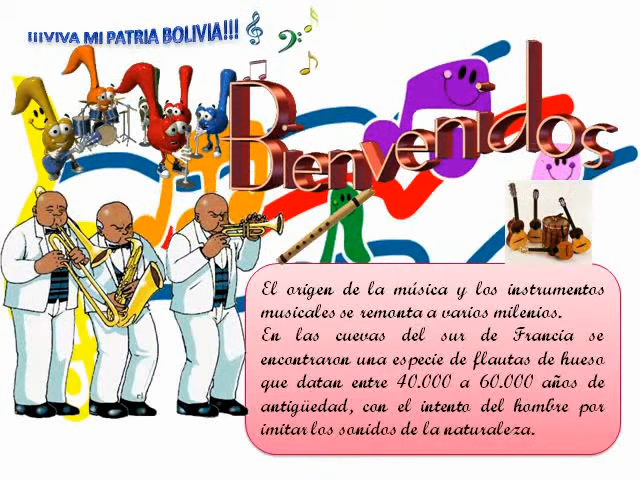 ¡¡¡VIVA MI PATRIA BOLIVIA!!!
Bienvenidos
El origen de la música y los instrumentos
musicales se remonta a varios milenios.
En las cuevas del sur de Francia se
encontraron una especie de flautas de hueso
que datan entre 40.000 a 60.000 años de
antigüedad, con el intento del hombre por
imitar los sonidos de la naturaleza.